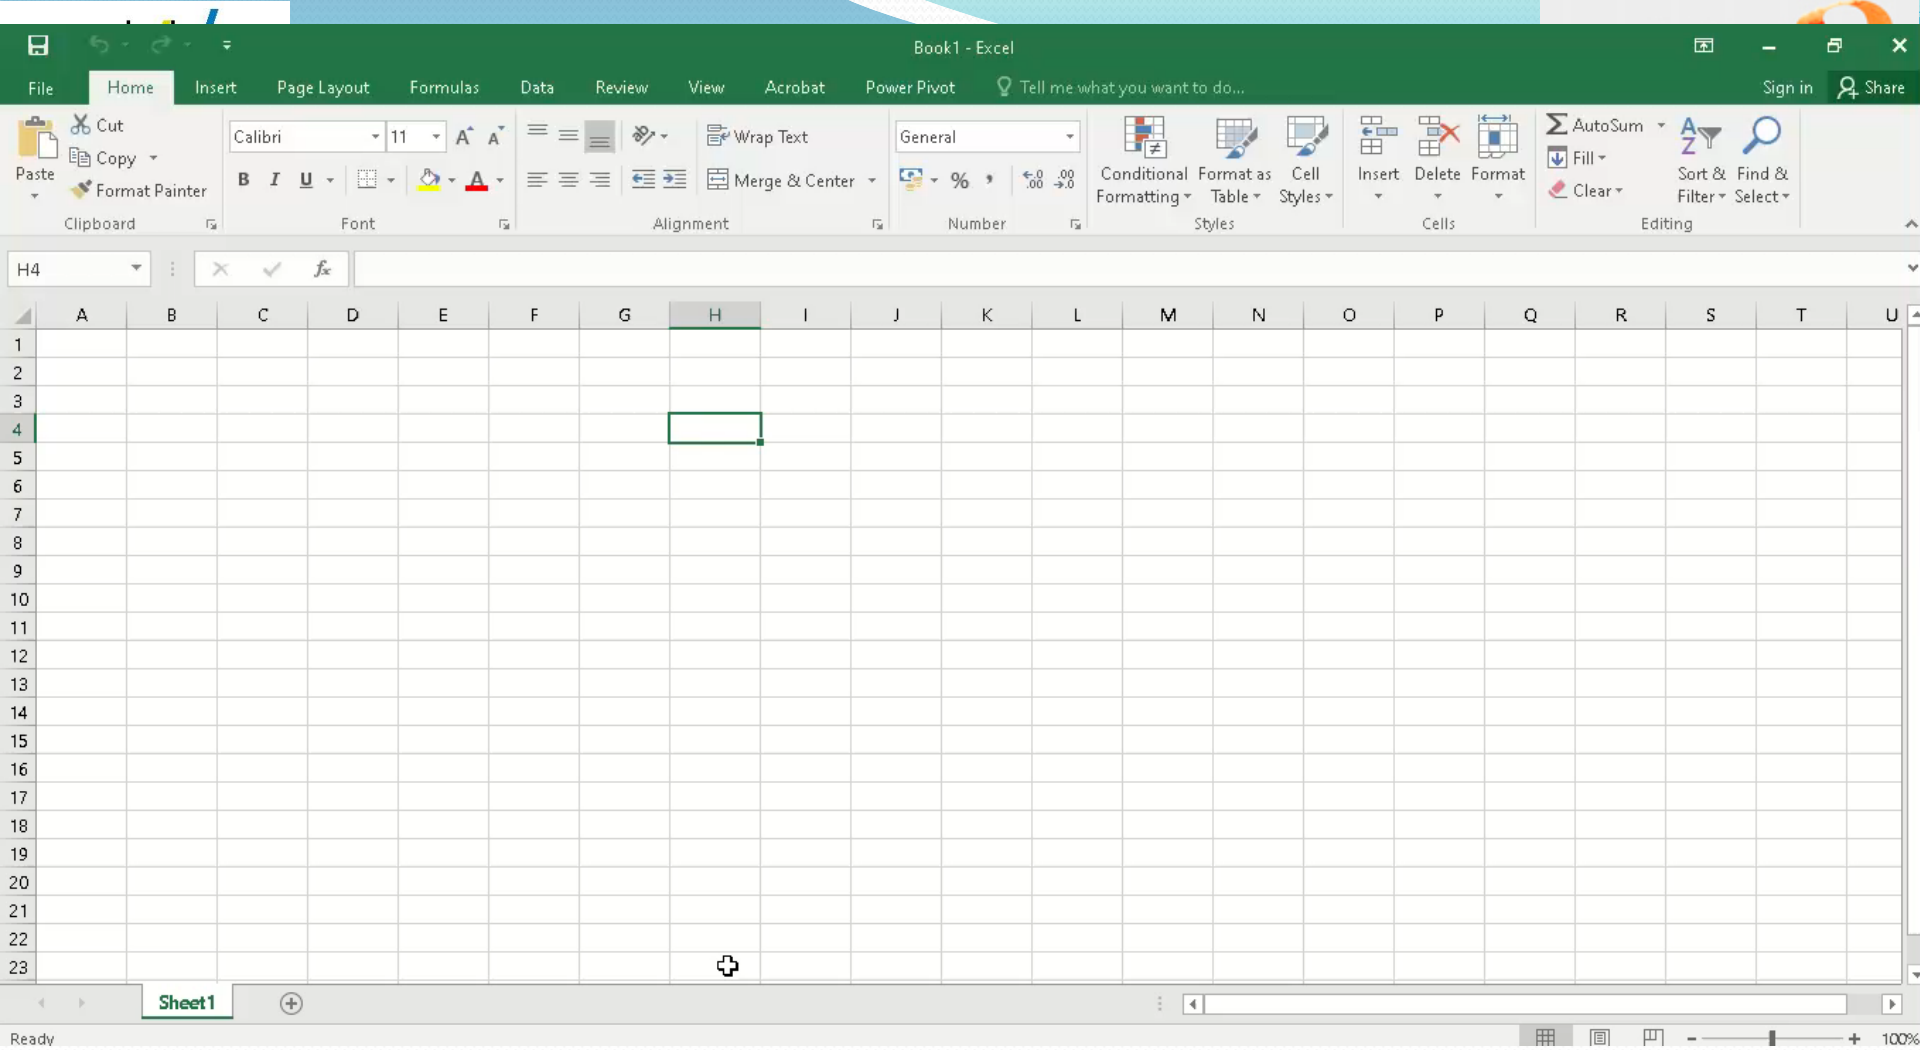 Book1 - Excel
File Home Insert Page Layout Formulas Data Review View Acrobat Power Pivot Tell me what you want to do... Sign in Share
Cut
Copy
Format Painter
Paste
Clipboard
Calibri 11
B I U A
Font
Wrap Text
Merge & Center
Alignment
General
%
Number
Conditional Formatting
Format as Table
Cell Styles
Styles
Insert Delete Format
Cells
AutoSum
Fill
Clear
Sort & Filter
Find & Select
Editing
H4 fx
A B C D E F G H I J K L M N O P Q R S T U
1
2
3
4
5
6
7
8
9
10
11
12
13
14
15
16
17
18
19
20
21
22
23
Sheet1
Ready 100%